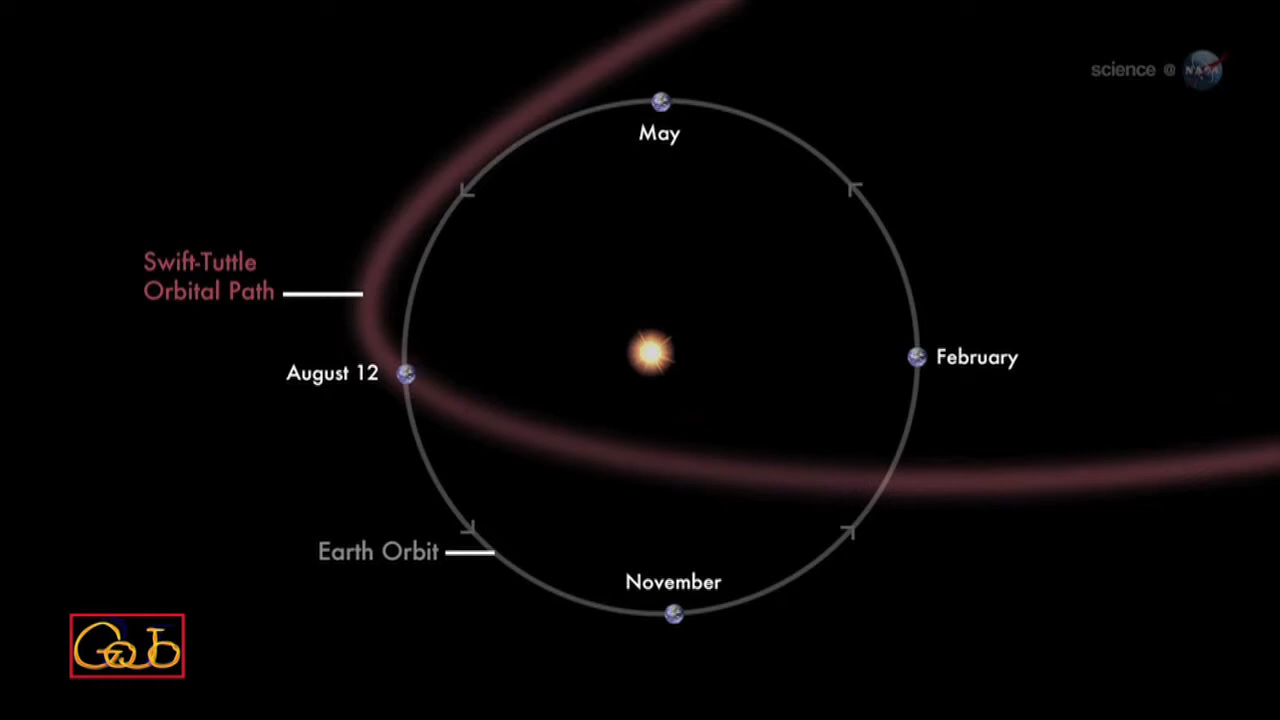 science @ NASA
May
Swift-Tuttle
Orbital Path
August 12
February
Earth Orbit
November